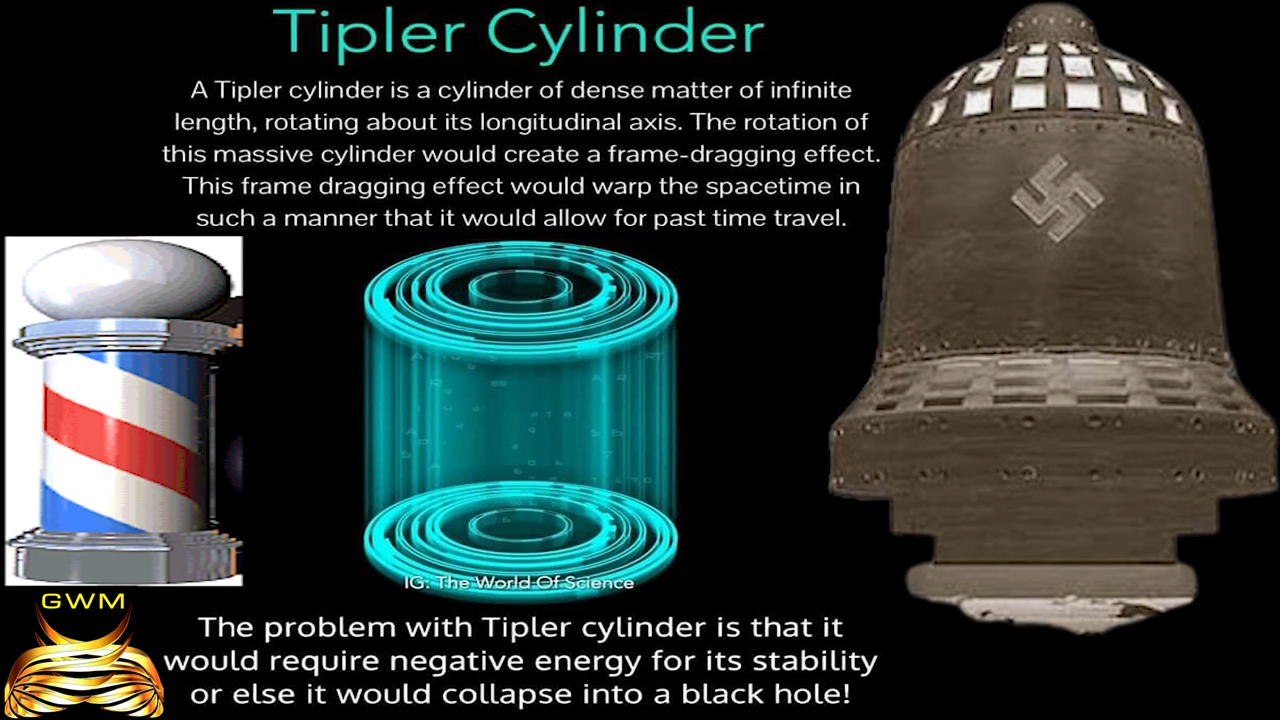 Tipler Cylinder
A Tipler cylinder is a cylinder of dense matter of infinite
length, rotating about its longitudinal axis. The rotation of
this massive cylinder would create a frame-dragging effect.
This frame dragging effect would warp the spacetime in
such a manner that it would allow for past time travel.
IG: The World Of Science
GWM
The problem with Tipler cylinder is that it
would require negative energy for its stability
or else it would collapse into a black hole!